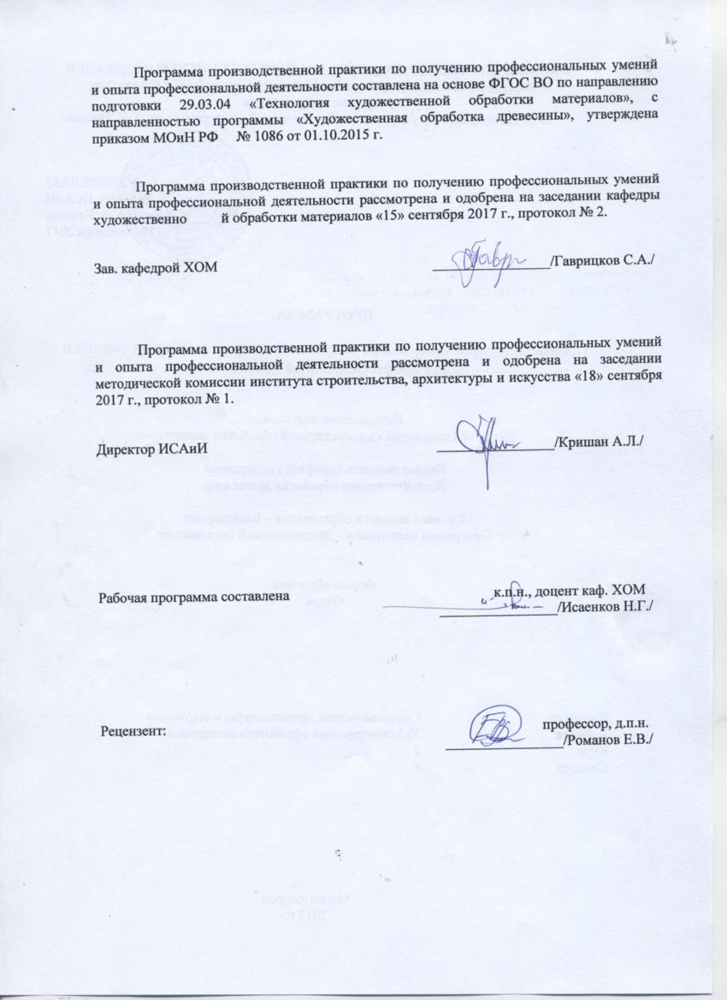 Программа производственной практики по получению профессиональных умений
и опыта профессиональной деятельности составлена на основе ФГОС ВО по направлению
подготовки 29.03.04 «Технология художественной обработки материалов», с
направленностью программы «Художественная обработка древесины», утверждена
приказом МОиН РФ № 1086 от 01.10.2015 г.
Программа производственной практики по получению профессиональных умений
и опыта профессиональной деятельности рассмотрена и одобрена на заседании кафедры
художественно й обработки материалов «15» сентября 2017 г., протокол № 2.
Зав. кафедрой ХОМ /Гаврицков С.А./
Программа производственной практики по получению профессиональных умений
и опыта профессиональной деятельности рассмотрена и одобрена на заседании
методической комиссии института строительства, архитектуры и искусства «18» сентября
2017 г., протокол № 1.
Директор ИСАиИ /Кришан А.Л./
Рабочая программа составлена к.п.н., доцент каф. ХОМ
/Исаенков Н.Г./
Рецензент: профессор, д.п.н.
/Романов Е.В./